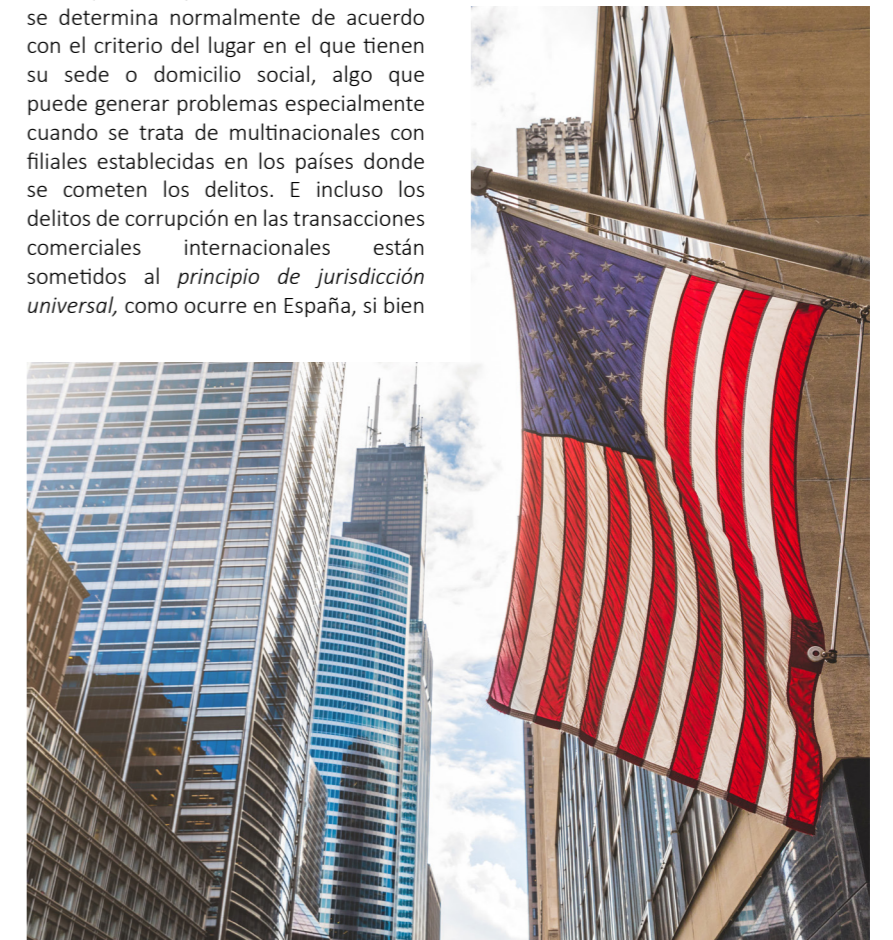 se determina normalmente de acuerdo
con el criterio del lugar en el que tienen
su sede o domicilio social, algo que
puede generar problemas especialmente
cuando se trata de multinacionales con
filiales establecidas en los países donde
se cometen los delitos. E incluso los
delitos de corrupción en las transacciones
comerciales internacionales están
sometidos al principio de jurisdicción
universal, como ocurre en España, si bien